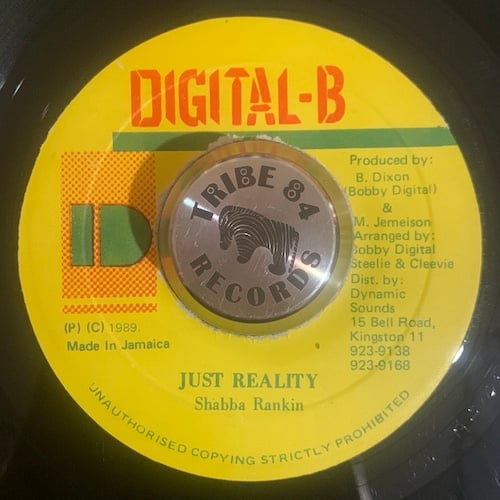 DIGITAL-B
TRIBE 84
RECORDS
ID
Produced by:
B. Dixon
(Bobby Digital)
&
M. Jemeison
Arranged by:
Bobby Digital
Steelie & Cleevie
Dist. by:
Dynamic
Sounds
15 Bell Road,
Kingston 11
923-9138
923-9168
(P) (C) 1989.
Made In Jamaica
JUST REALITY
Shabba Rankin
UNAUTHORISED COPYING STRICTLY PROHIBITED